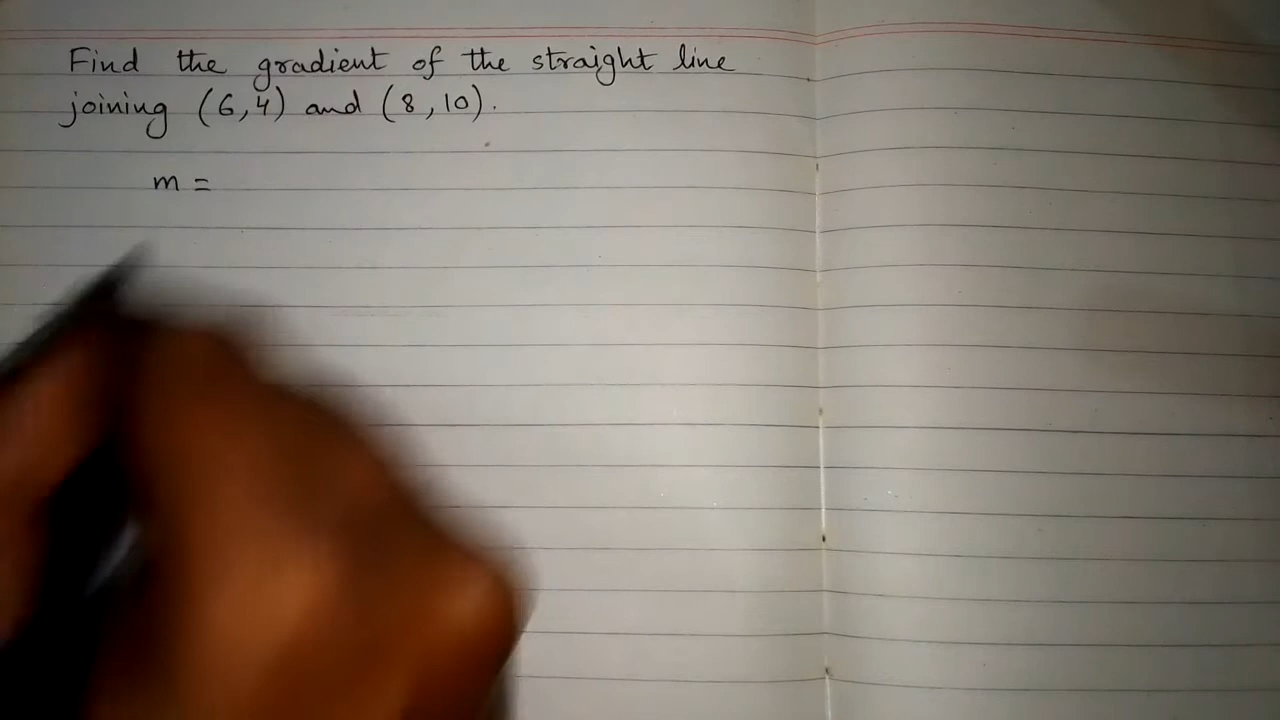 Find the gradient of the straight line
joining (6,4) and (8,10).
m =